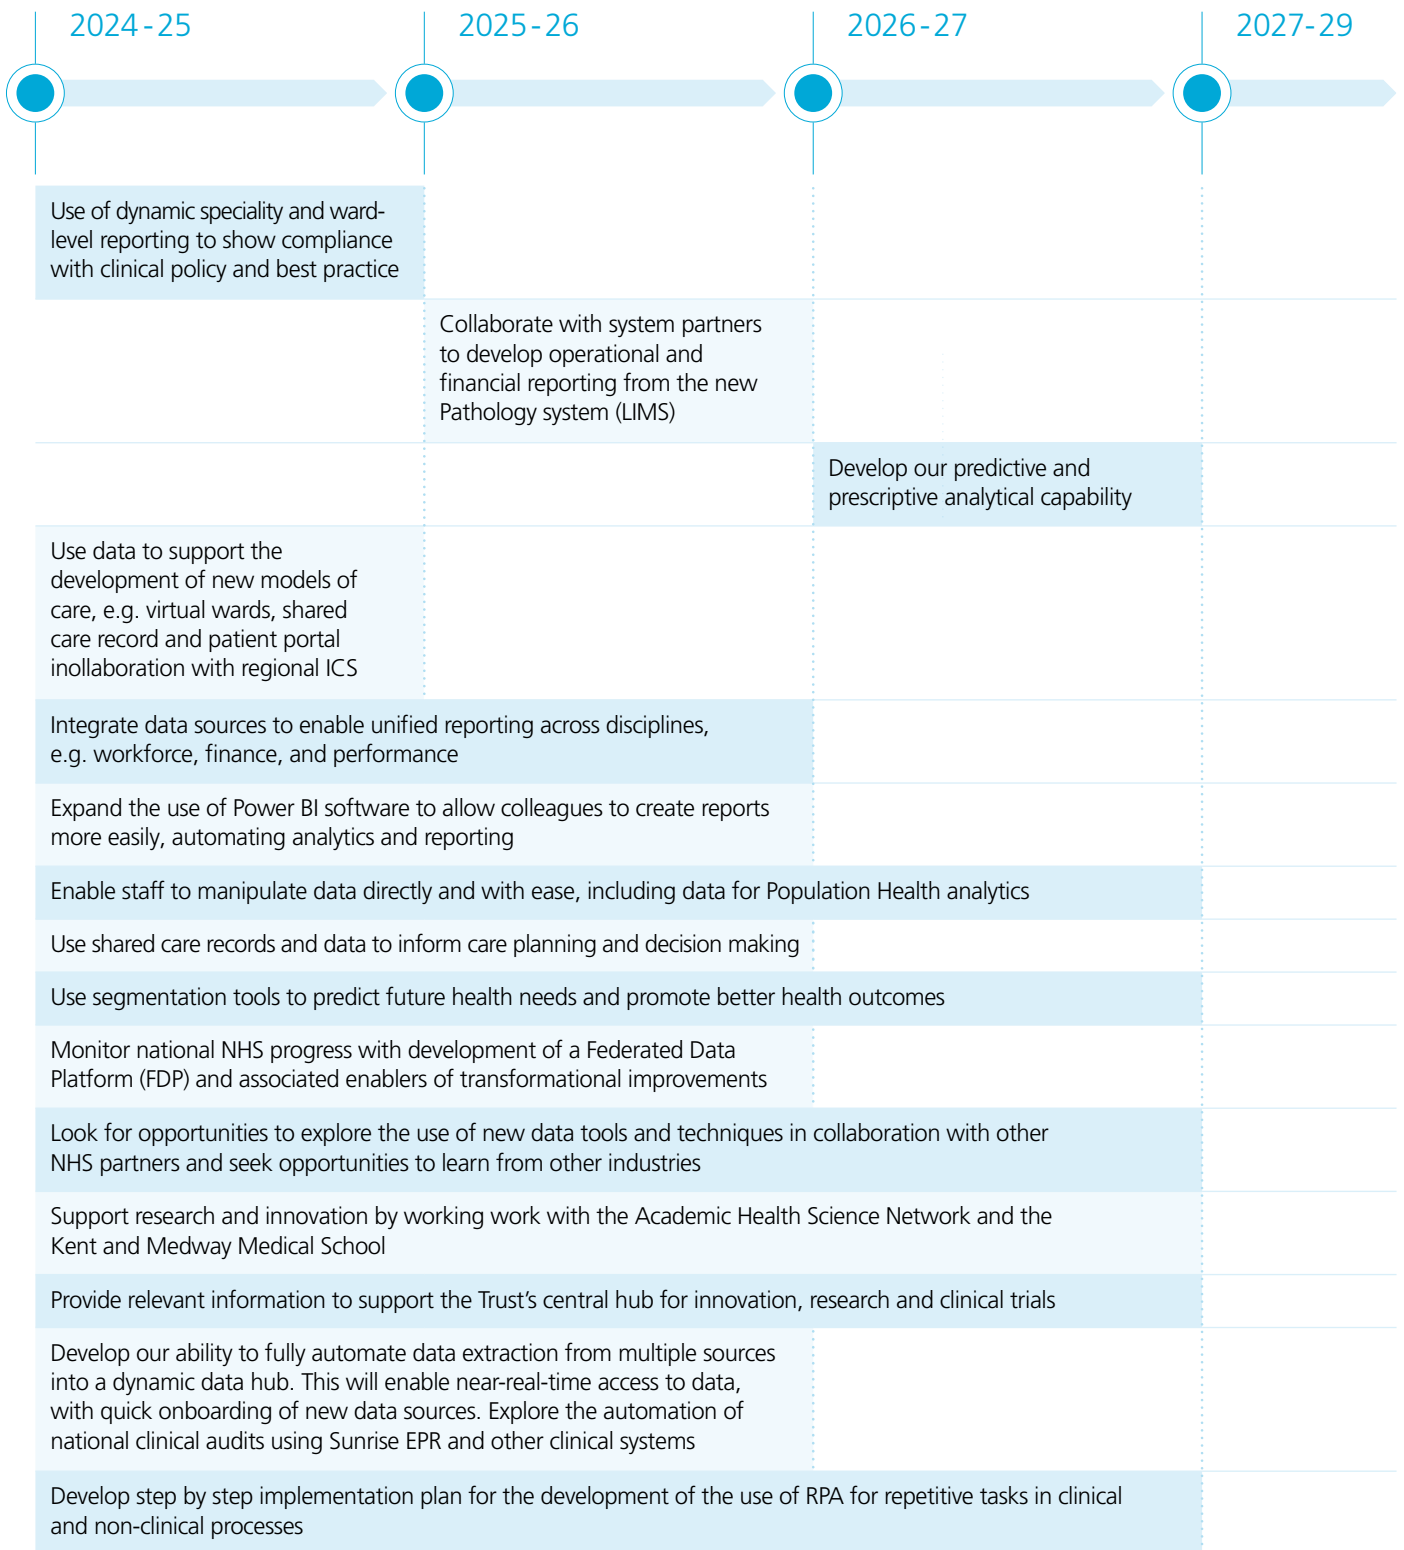 2024-25 2025-26 2026-27 2027-29
Use of dynamic speciality and ward-
level reporting to show compliance
with clinical policy and best practice
Collaborate with system partners
to develop operational and
financial reporting from the new
Pathology system (LIMS)
Develop our predictive and
prescriptive analytical capability
Use data to support the
development of new models of
care, e.g. virtual wards, shared
care record and patient portal
inollaboration with regional ICS
Integrate data sources to enable unified reporting across disciplines,
e.g. workforce, finance, and performance
Expand the use of Power BI software to allow colleagues to create reports
more easily, automating analytics and reporting
Enable staff to manipulate data directly and with ease, including data for Population Health analytics
Use shared care records and data to inform care planning and decision making
Use segmentation tools to predict future health needs and promote better health outcomes
Monitor national NHS progress with development of a Federated Data
Platform (FDP) and associated enablers of transformational improvements
Look for opportunities to explore the use of new data tools and techniques in collaboration with other
NHS partners and seek opportunities to learn from other industries
Support research and innovation by working work with the Academic Health Science Network and the
Kent and Medway Medical School
Provide relevant information to support the Trust’s central hub for innovation, research and clinical trials
Develop our ability to fully automate data extraction from multiple sources
into a dynamic data hub. This will enable near-real-time access to data,
with quick onboarding of new data sources. Explore the automation of
national clinical audits using Sunrise EPR and other clinical systems
Develop step by step implementation plan for the development of the use of RPA for repetitive tasks in clinical
and non-clinical processes